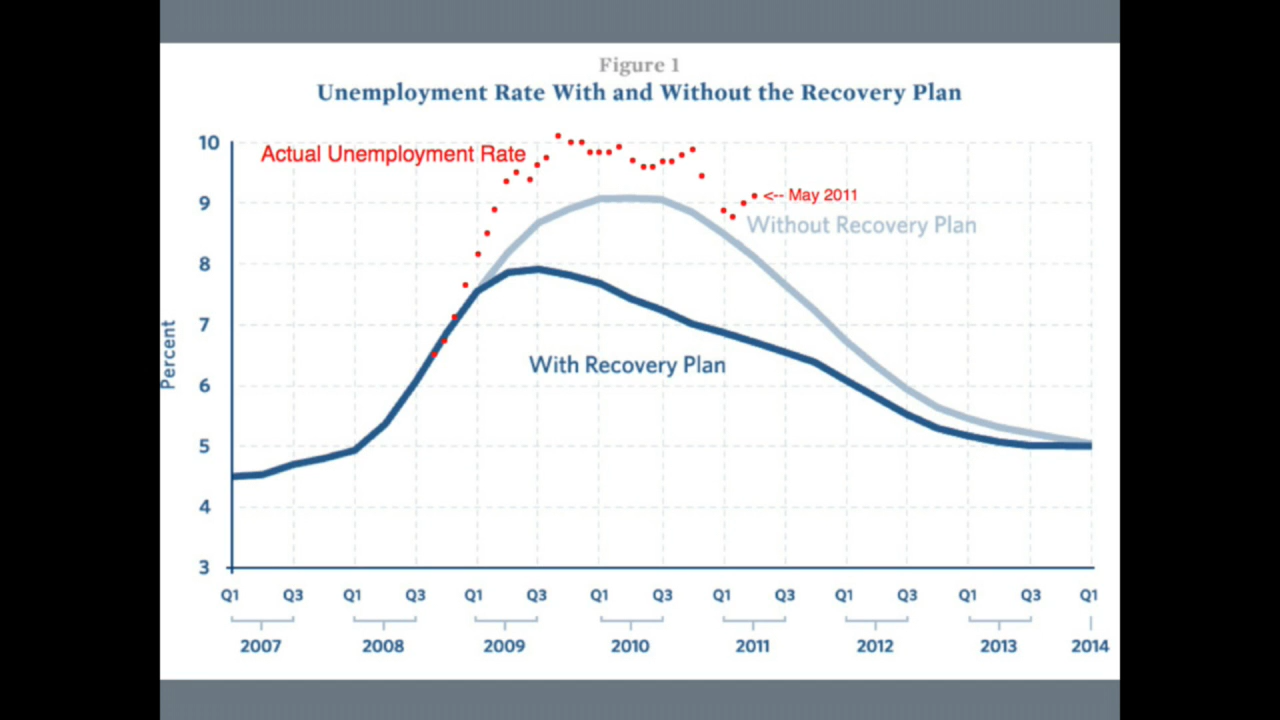 Figure 1
Unemployment Rate With and Without the Recovery Plan
10
Actual Unemployment Rate
<-- May 2011
9
Without Recovery Plan
8
7
Percent
With Recovery Plan
6
5
4
3
Q1 Q3 Q1 Q3 Q1 Q3 Q1 Q3 Q1 Q3 Q1 Q3 Q1 Q3 Q1
2007 2008 2009 2010 2011 2012 2013 2014